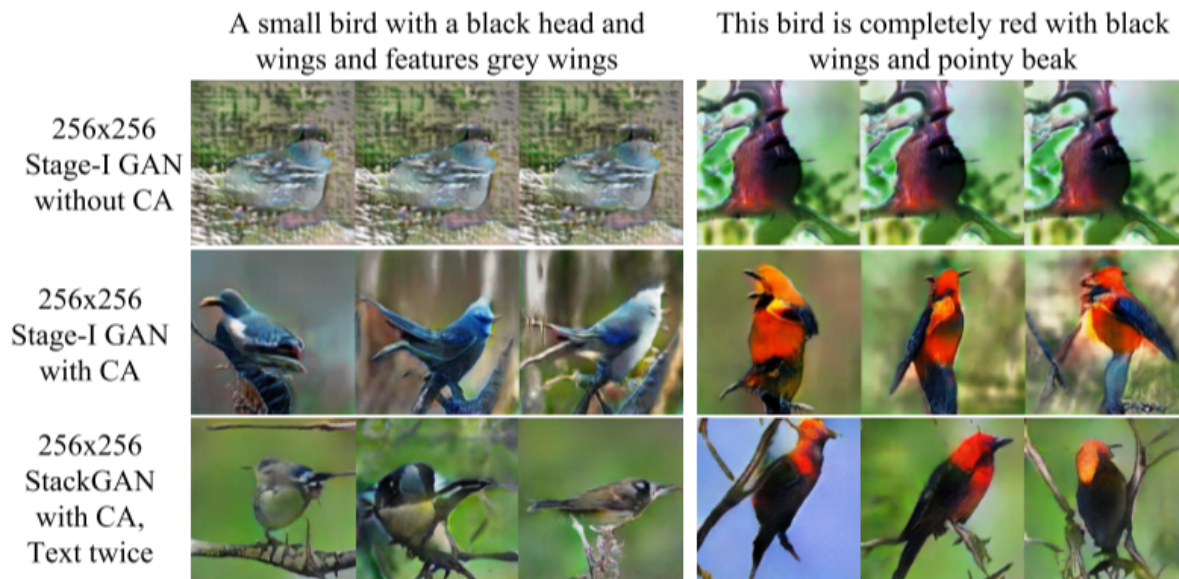 A small bird with a black head and
wings and features grey wings
This bird is completely red with black
wings and pointy beak
256x256
Stage-I GAN
without CA
256x256
Stage-I GAN
with CA
256x256
StackGAN
with CA,
Text twice